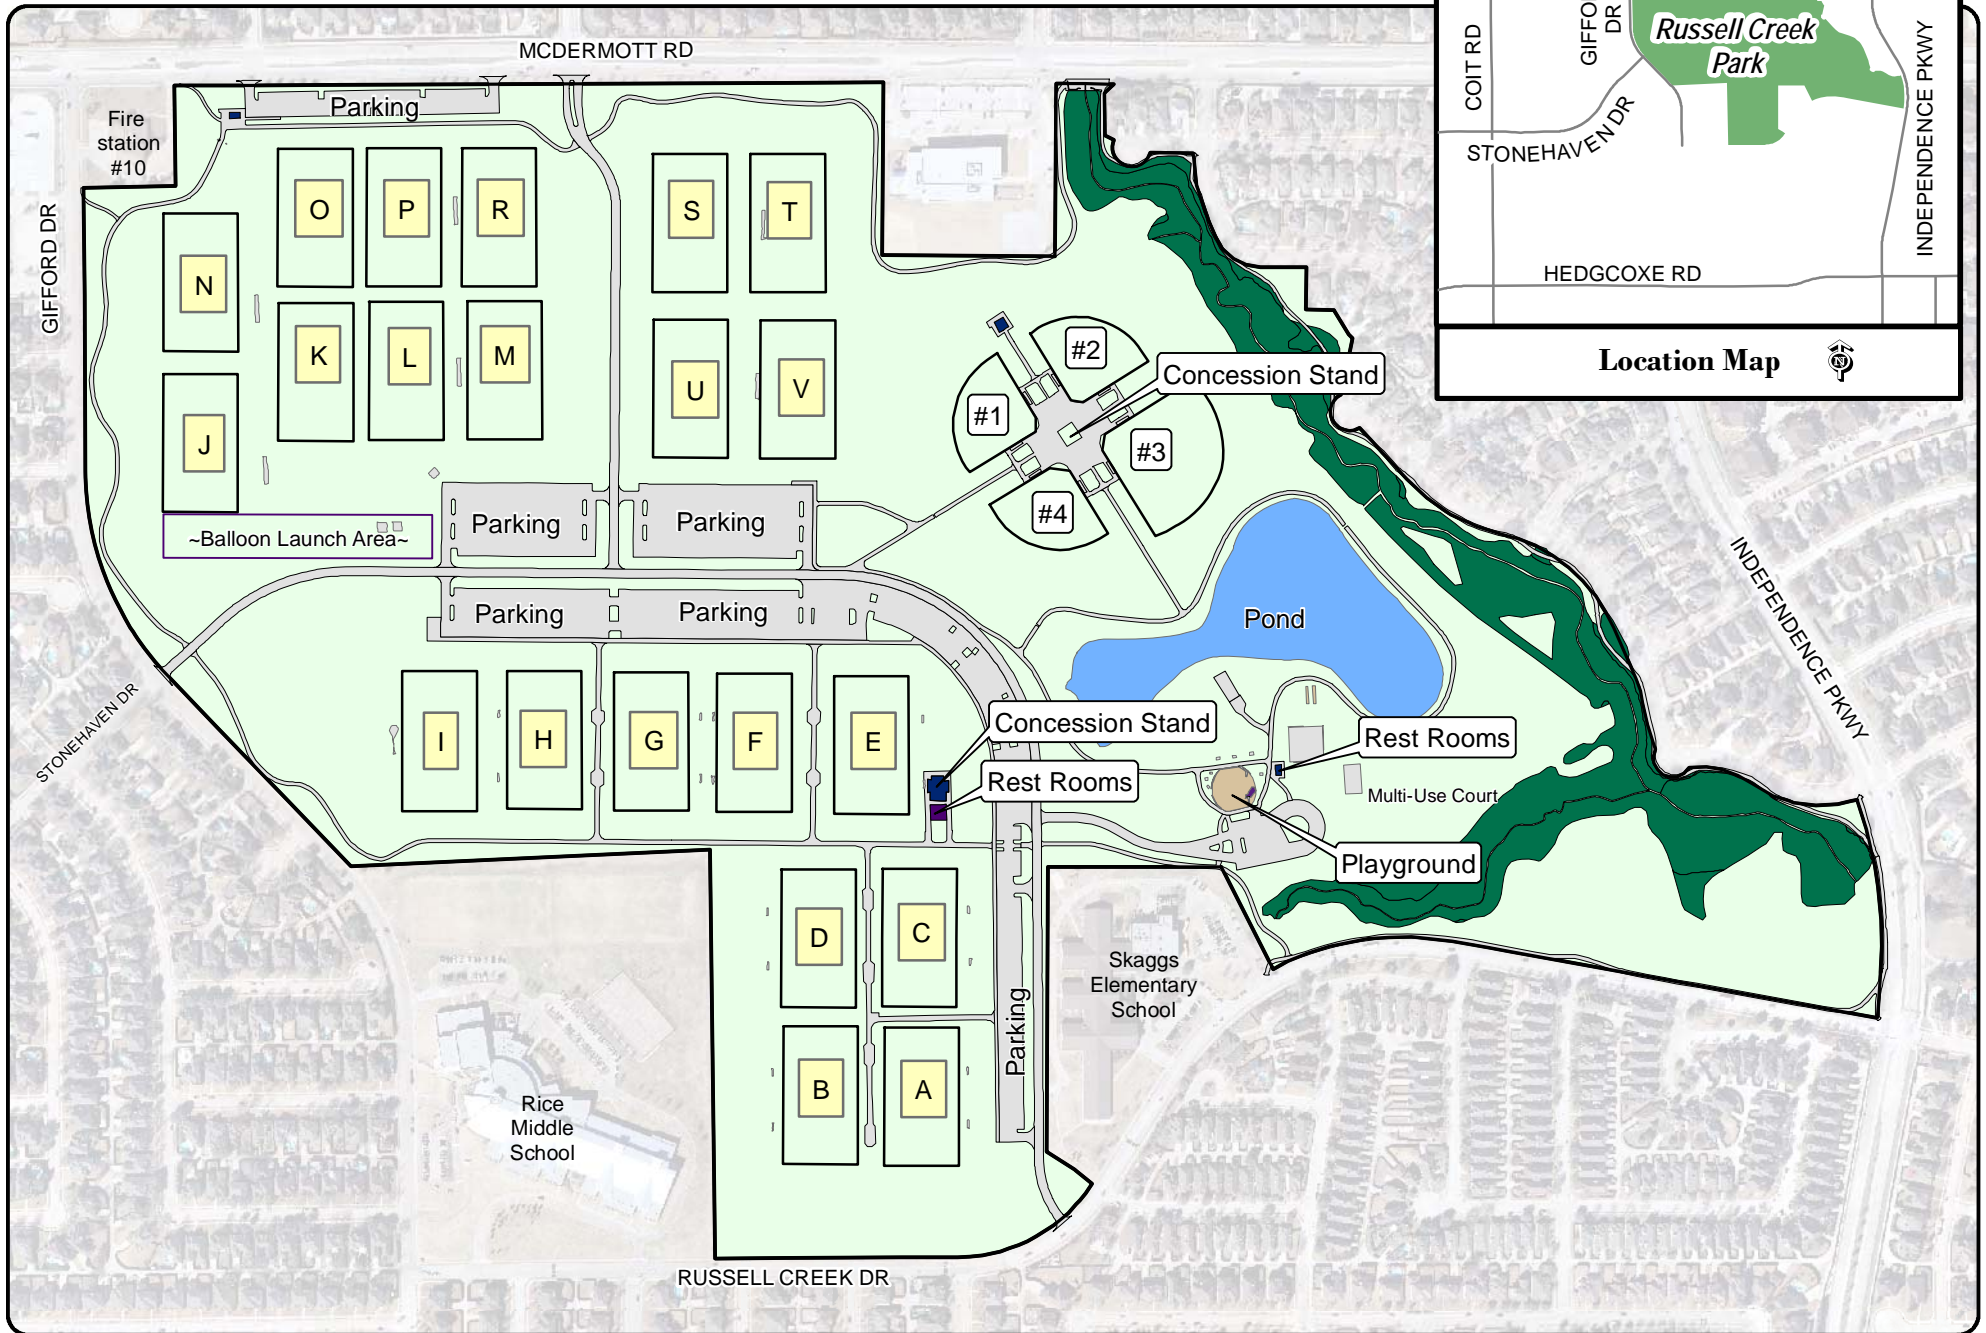 MCDERMOTT RD
COIT RD
GIFFO
DR
Russell Creek
Park
INDEPENDENCE PKWY
STONEHAVEN DR
HEDGCOXE RD
Location Map
N
Parking
Fire
station
#10
GIFFORD DR
O
P
R
S
T
N
K
L
M
U
V
J
#2
Concession Stand
#1
#3
#4
~Balloon Launch Area~
Parking
Parking
Parking
Parking
Pond
INDEPENDENCE PKWY
STONEHAVEN DR
I
H
G
F
E
Concession Stand
Rest Rooms
Rest Rooms
Multi-Use Court
Playground
D
C
Parking
Skaggs
Elementary
School
B
A
Rice
Middle
School
RUSSELL CREEK DR